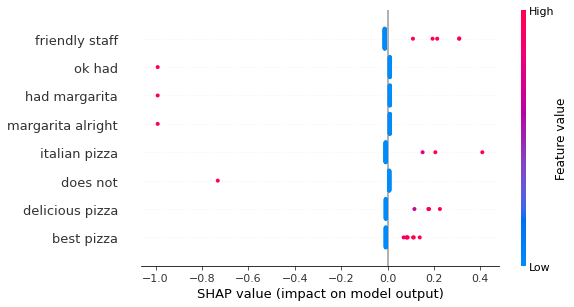 High
friendly staff
ok had
had margarita
margarita alright
italian pizza
does not
delicious pizza
best pizza
Feature value
Low
−1.0 −0.8 −0.6 −0.4 −0.2 0.0 0.2 0.4
SHAP value (impact on model output)